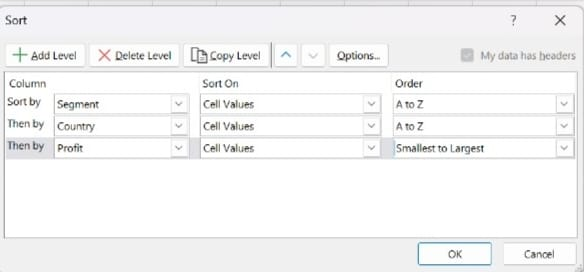 Sort ?
Add Level Delete Level Copy Level Options... My data has headers
Column Sort On Order
Sort by Segment Cell Values A to Z
Then by Country Cell Values A to Z
Then by Profit Cell Values Smallest to Largest
OK Cancel